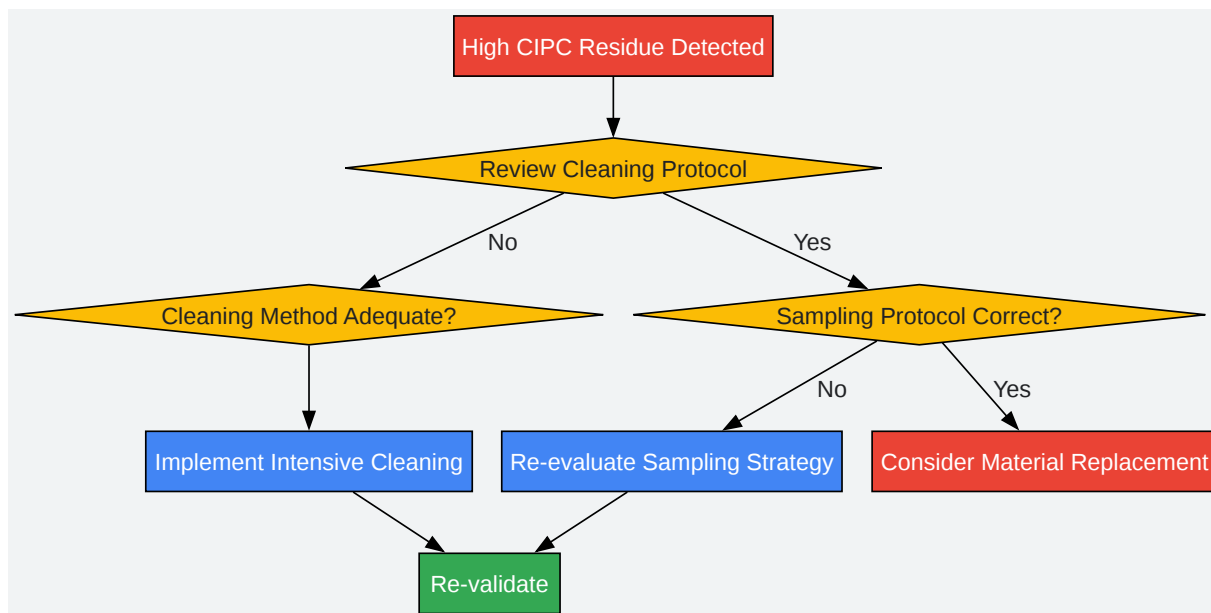 High CIPC Residue Detected
Review Cleaning Protocol
No
Yes
Cleaning Method Adequate?
Sampling Protocol Correct?
No
Yes
Implement Intensive Cleaning
Re-evaluate Sampling Strategy
Consider Material Replacement
Re-validate